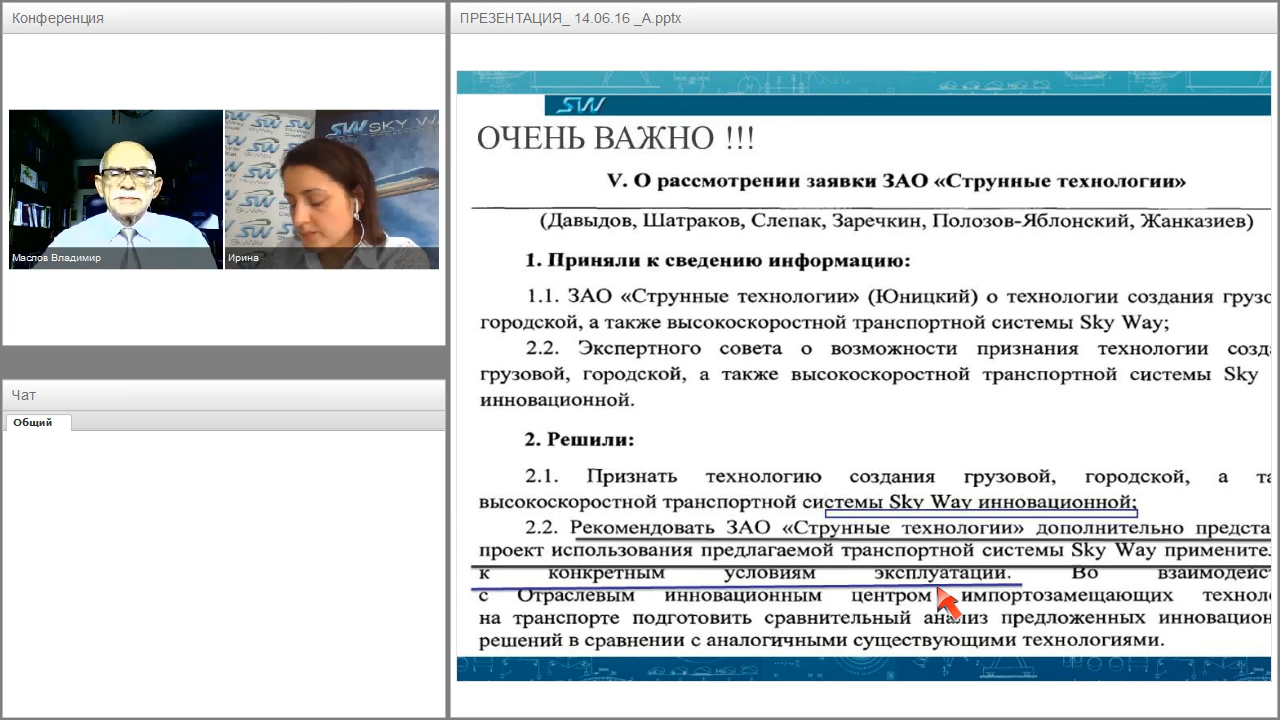 Конференция
Маслов Владимир
Ирина
SW SKY W
Чат
Общий
ПРЕЗЕНТАЦИЯ_ 14.06.16 _A.pptx
SW
ОЧЕНЬ ВАЖНО !!!
V. О рассмотрении заявки ЗАО «Струнные технологии»
(Давыдов, Шатраков, Слепак, Заречкин, Полозов-Яблонский, Жанказиев)
1. Приняли к сведению информацию:
1.1. ЗАО «Струнные технологии» (Юницкий) о технологии создания грузо
городской, а также высокоскоростной транспортной системы Sky Way;
2.2. Экспертного совета о возможности признания технологии созд
грузовой, городской, а также высокоскоростной транспортной системы Sky
инновационной.
2. Решили:
2.1. Признать технологию создания грузовой, городской, а та
высокоскоростной транспортной системы Sky Way инновационной;
2.2. Рекомендовать ЗАО «Струнные технологии» дополнительно предста
проект использования предлагаемой транспортной системы Sky Way применител
к конкретным условиям эксплуатации. Во взаимодейс
с Отраслевым инновационным центром импортозамещающих техноло
на транспорте подготовить сравнительный анализ предложенных инновацион
решений в сравнении с аналогичными существующими технологиями.